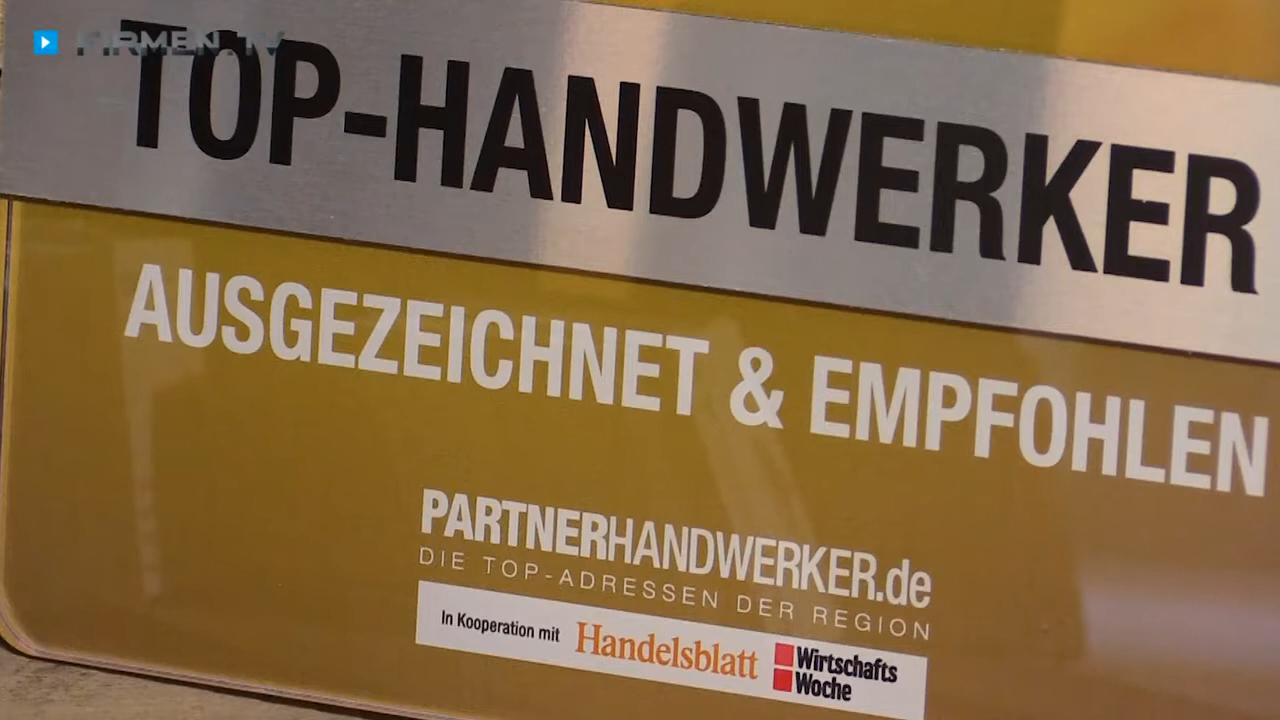 FIRMEN.TV
TOP-HANDWERKER
AUSGEZEICHNET & EMPFOHLEN
PARTNERHANDWERKER.de
DIE TOP-ADRESSEN DER REGION
In Kooperation mit Handelsblatt Wirtschafts
Woche